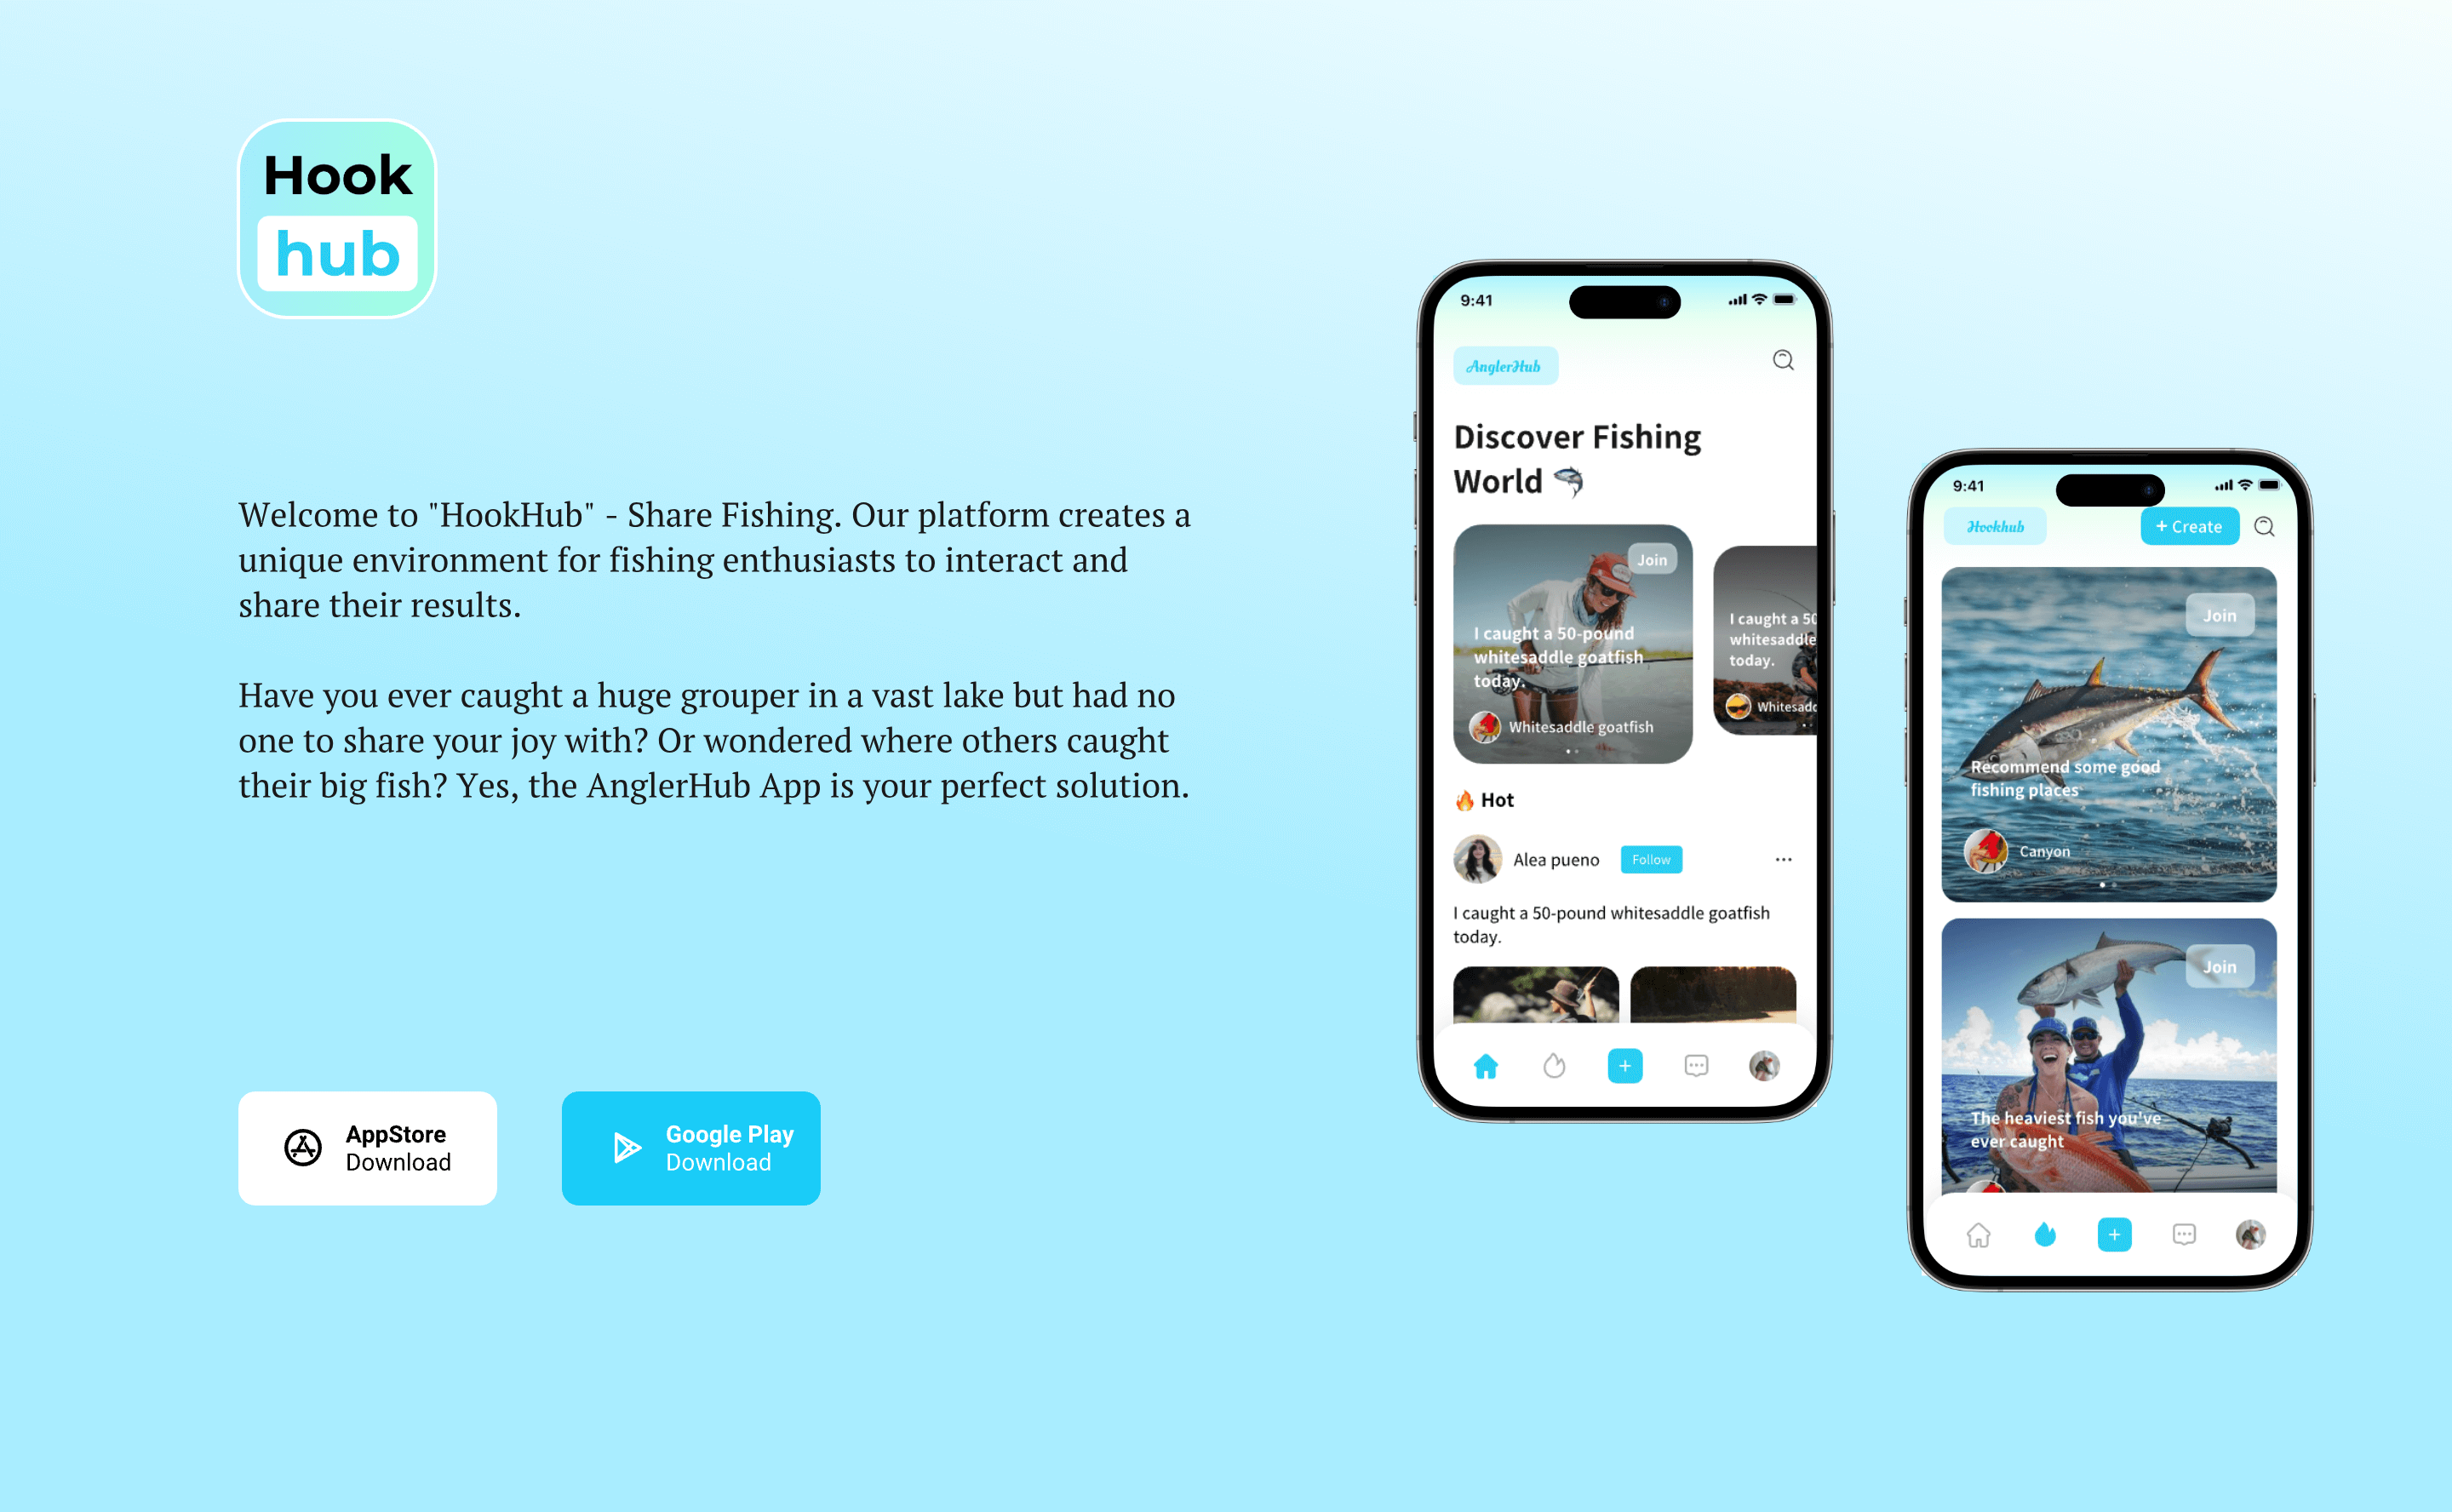 Hook
hub
Welcome to "HookHub" - Share Fishing. Our platform creates a
unique environment for fishing enthusiasts to interact and
share their results.
Have you ever caught a huge grouper in a vast lake but had no
one to share your joy with? Or wondered where others caught
their big fish? Yes, the AnglerHub App is your perfect solution.
AppStore
Download
Google Play
Download
9:41
AnglerHub
Discover Fishing
World
Join
I caught a 50-pound
whitesaddle goatfish
today.
Whitesaddle goatfish
I caught a 50
whitesaddle
today.
Whitesadd
Hot
Alea pueno
Follow
I caught a 50-pound whitesaddle goatfish
today.
9:41
Hookhub
+ Create
Join
Recommend some good
fishing places
Canyon
Join
The heaviest fish you've
ever caught